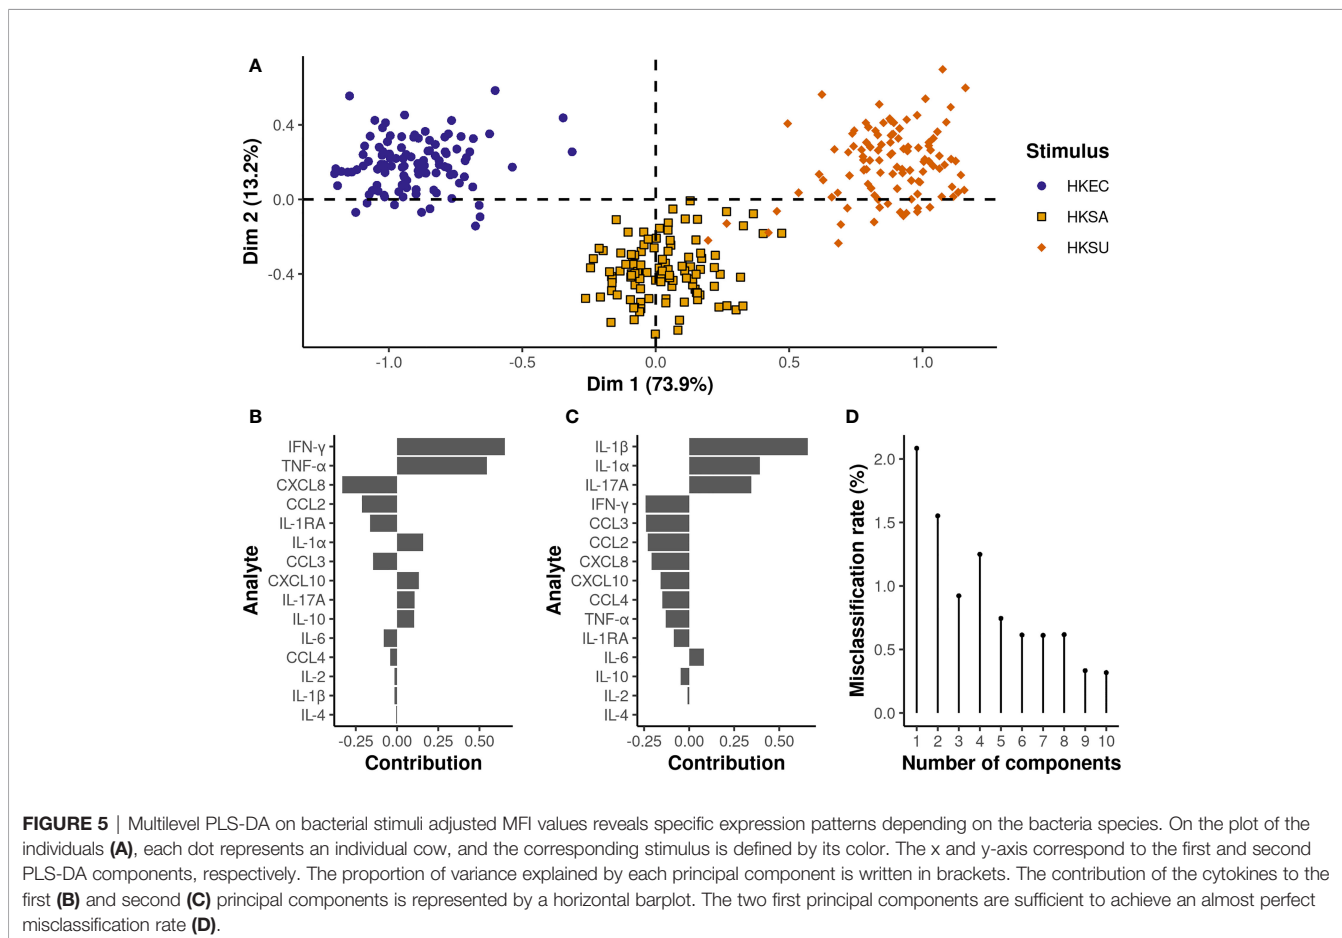 A
Dim 2 (13.2%)
0.4
0.0
-0.4
-1.0
-0.5
0.0
0.5
1.0
Dim 1 (73.9%)
Stimulus
HKEC
HKSA
HKSU
B
Analyte
IFN-γ
TNF-α
CXCL8
CCL2
IL-1RA
IL-1α
CCL3
CXCL10
IL-17A
IL-10
IL-6
CCL4
IL-2
IL-1β
IL-4
-0.25
0.00
0.25
0.50
Contribution
C
Analyte
IL-1β
IL-1α
IL-17A
IFN-γ
CCL3
CCL2
CXCL8
CXCL10
CCL4
TNF-α
IL-1RA
IL-6
IL-10
IL-2
IL-4
-0.25
0.00
0.25
0.50
Contribution
D
Misclassification rate (%)
2.0
1.5
1.0
0.5
0.0
1 2 3 4 5 6 7 8 9 10
Number of components
FIGURE 5 | Multilevel PLS-DA on bacterial stimuli adjusted MFI values reveals specific expression patterns depending on the bacteria species. On the plot of the
individuals (A), each dot represents an individual cow, and the corresponding stimulus is defined by its color. The x and y-axis correspond to the first and second
PLS-DA components, respectively. The proportion of variance explained by each principal component is written in brackets. The contribution of the cytokines to the
first (B) and second (C) principal components is represented by a horizontal barplot. The two first principal components are sufficient to achieve an almost perfect
misclassification rate (D).